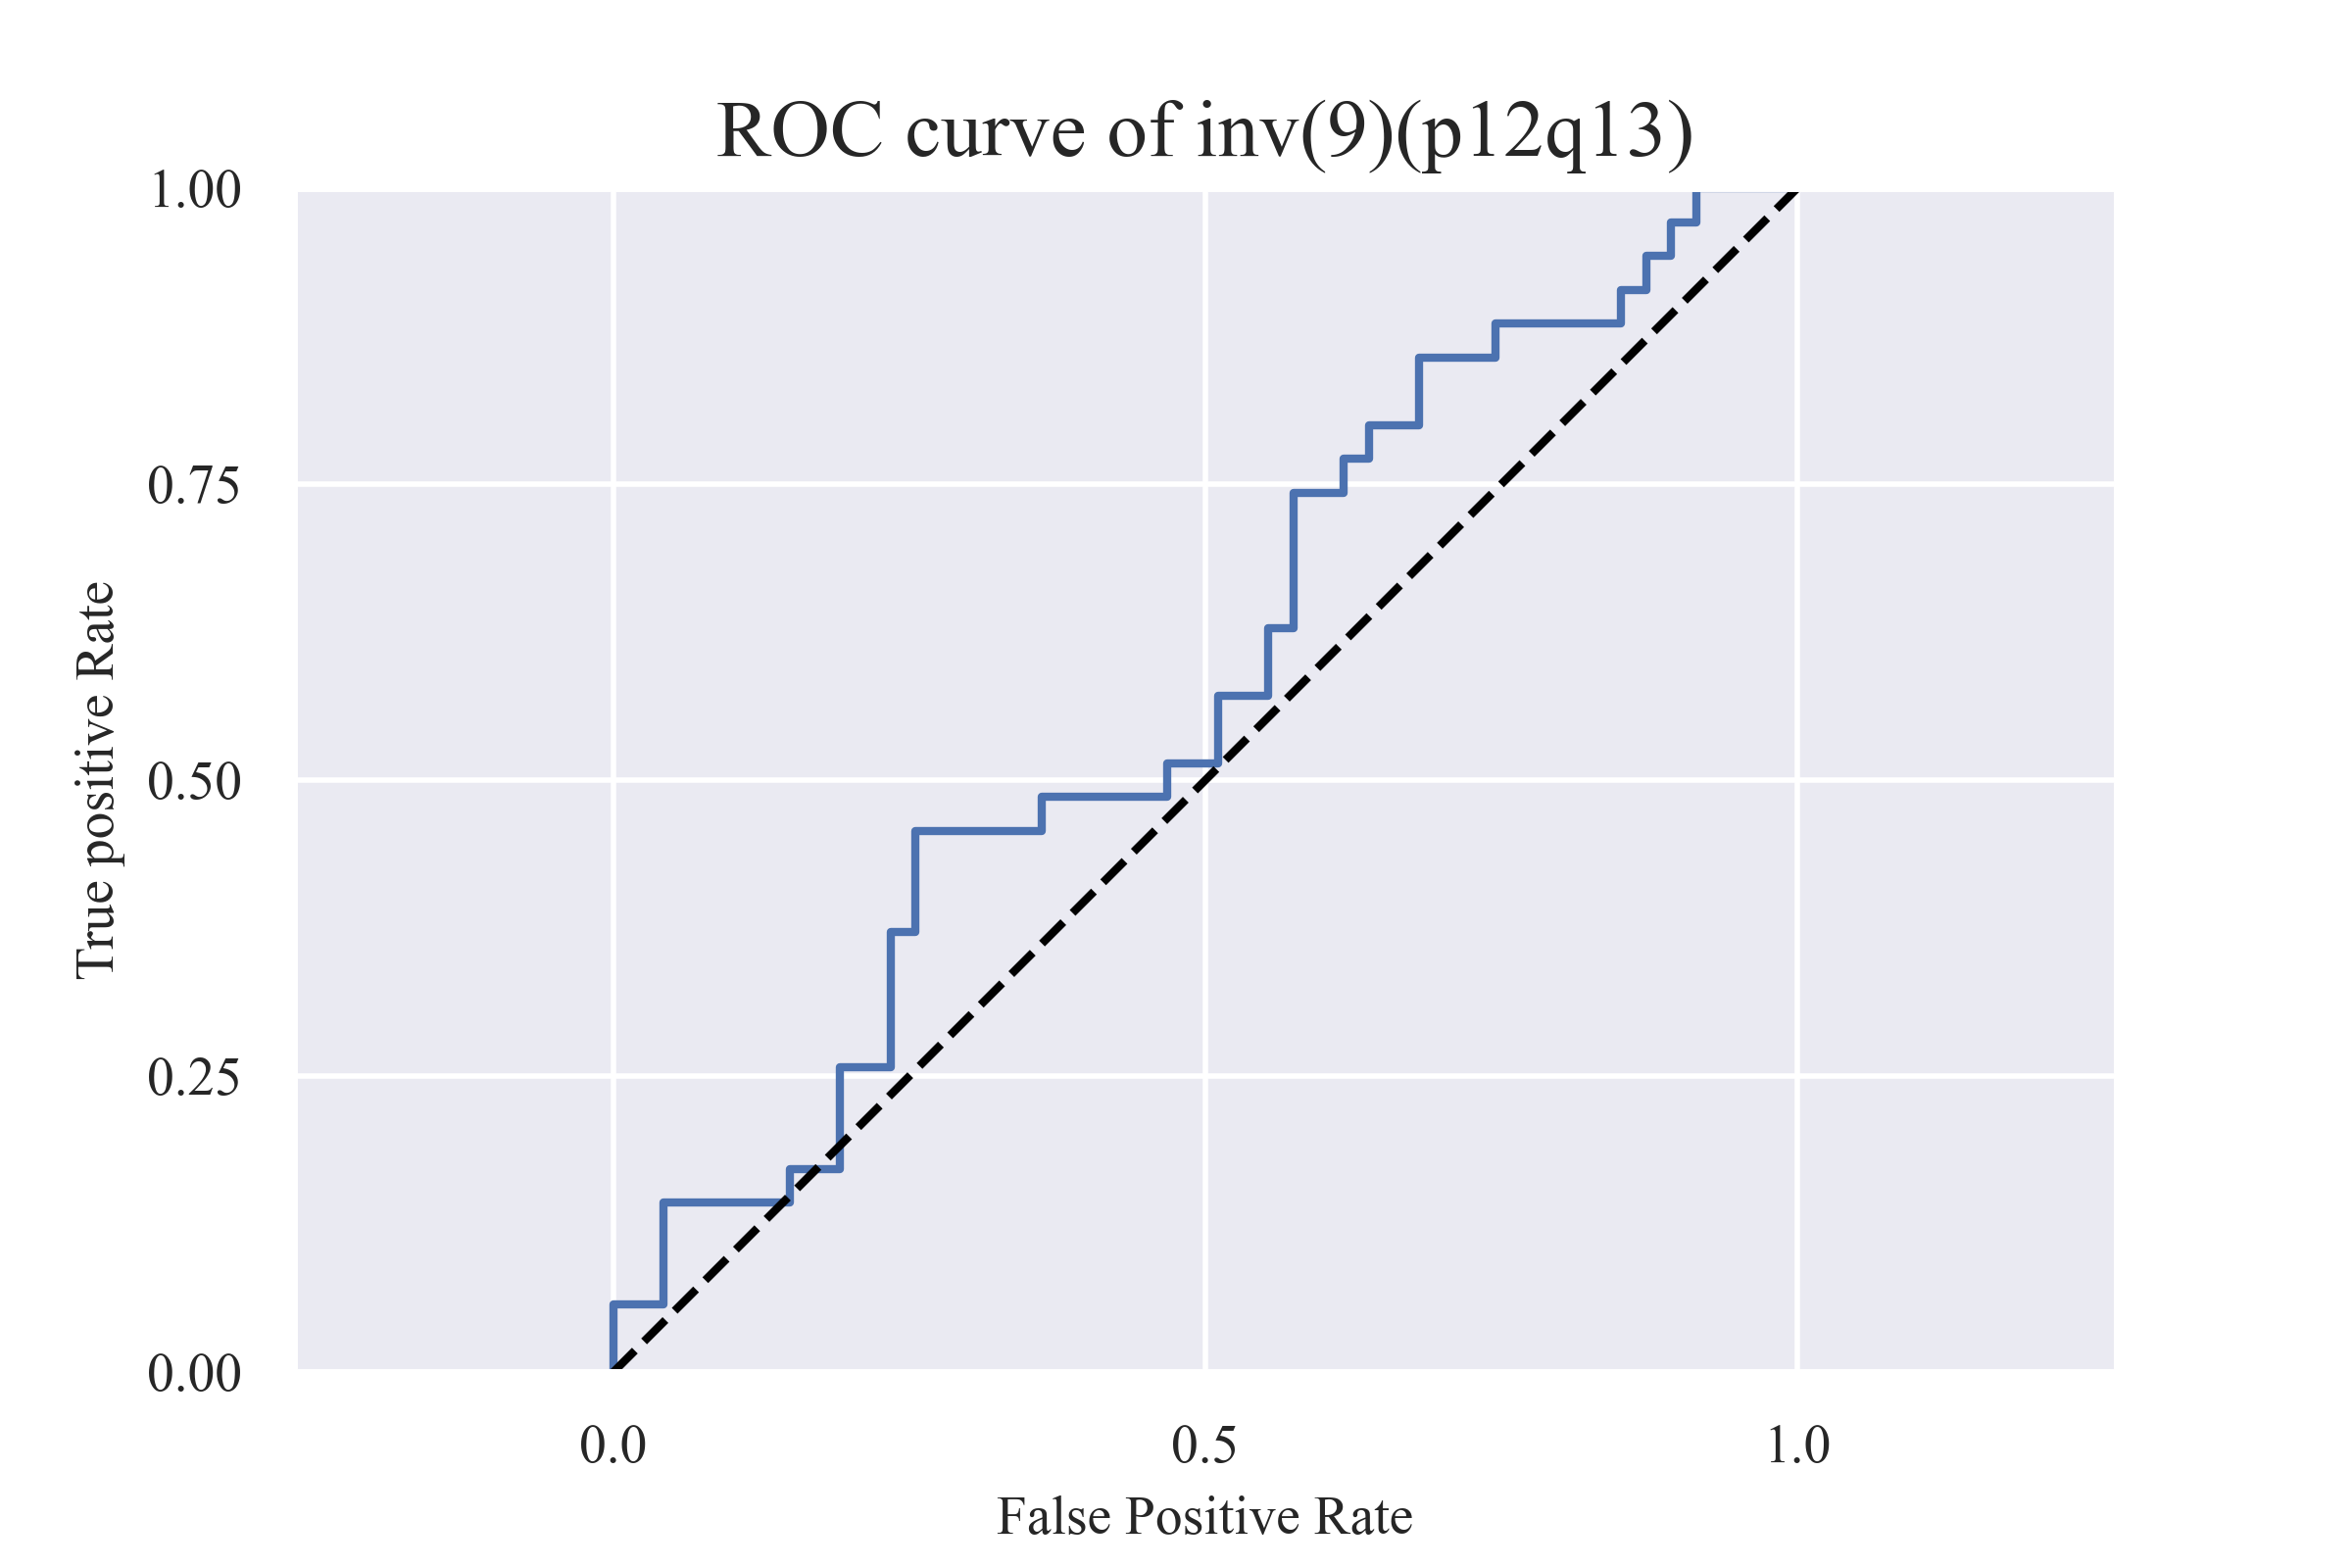 ROC curve of inv(9)(p12q13)
1.00
0.75
0.50
0.25
0.00
True positive Rate
0.0 0.5 1.0
False Positive Rate